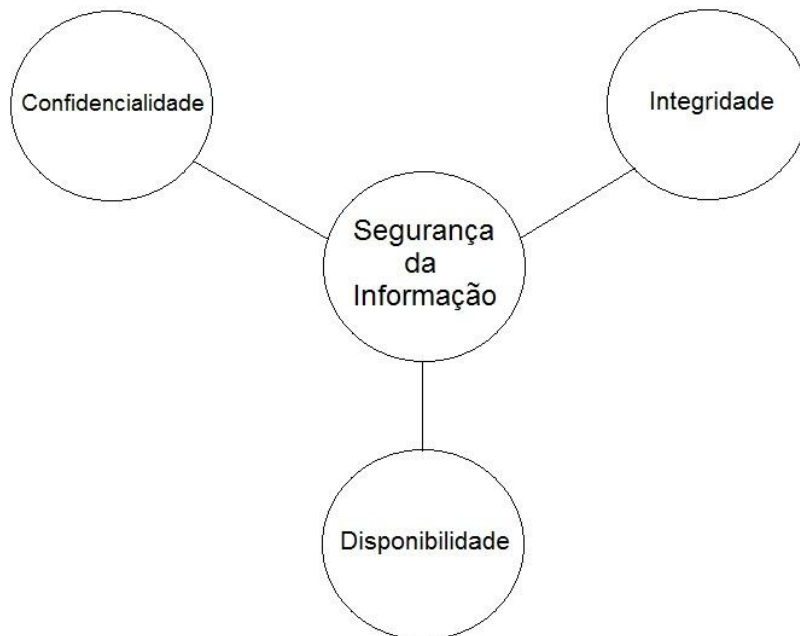 Confidencialidade
Integridade
Segurança
da
Informação
Disponibilidade